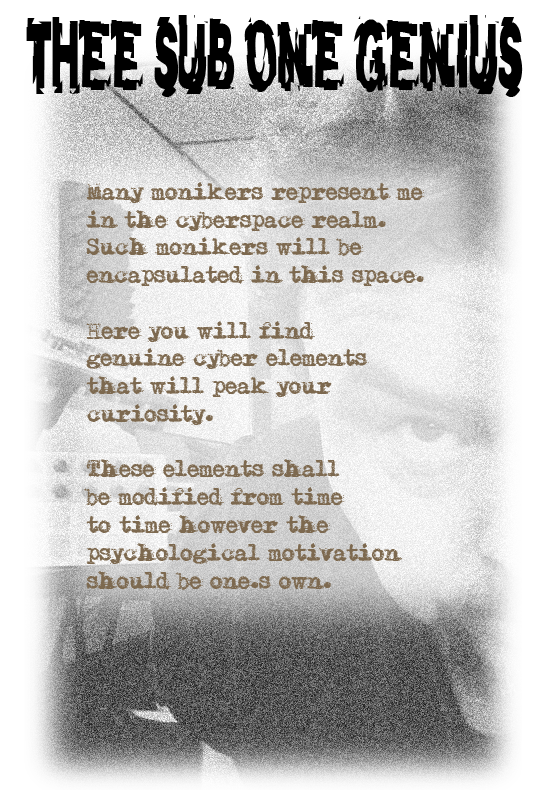 THEE SUB ONE GENIUS
Many monikers represent me
in the cyberspace realm.
Such monikers will be
encapsulated in this space.
Here you will find
genuine cyber elements
that will peak your
curiosity.
These elements shall
be modified from time
to time however the
psychological motivation
should be one.s own.